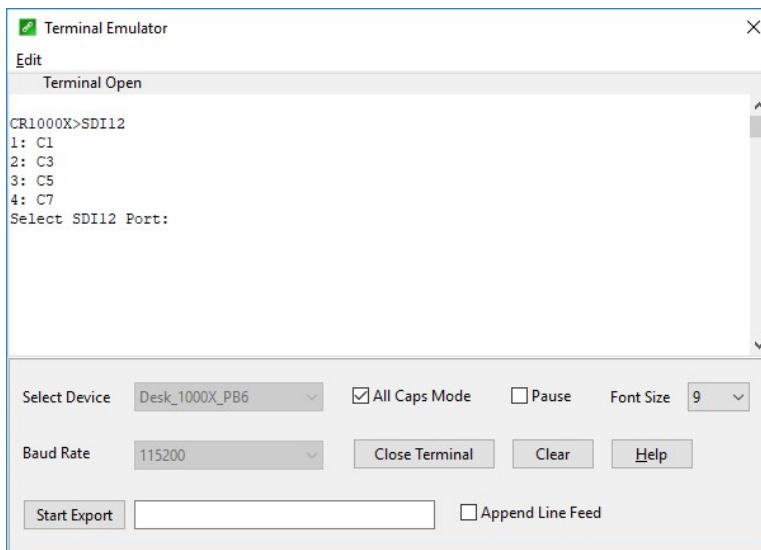 Terminal Emulator
Edit
Terminal Open
CR1000X>SDI12
1: C1
2: C3
3: C5
4: C7
Select SDI12 Port:
Select Device Desk_1000X_PB6 All Caps Mode Pause Font Size 9
Baud Rate 115200 Close Terminal Clear Help
Start Export Append Line Feed